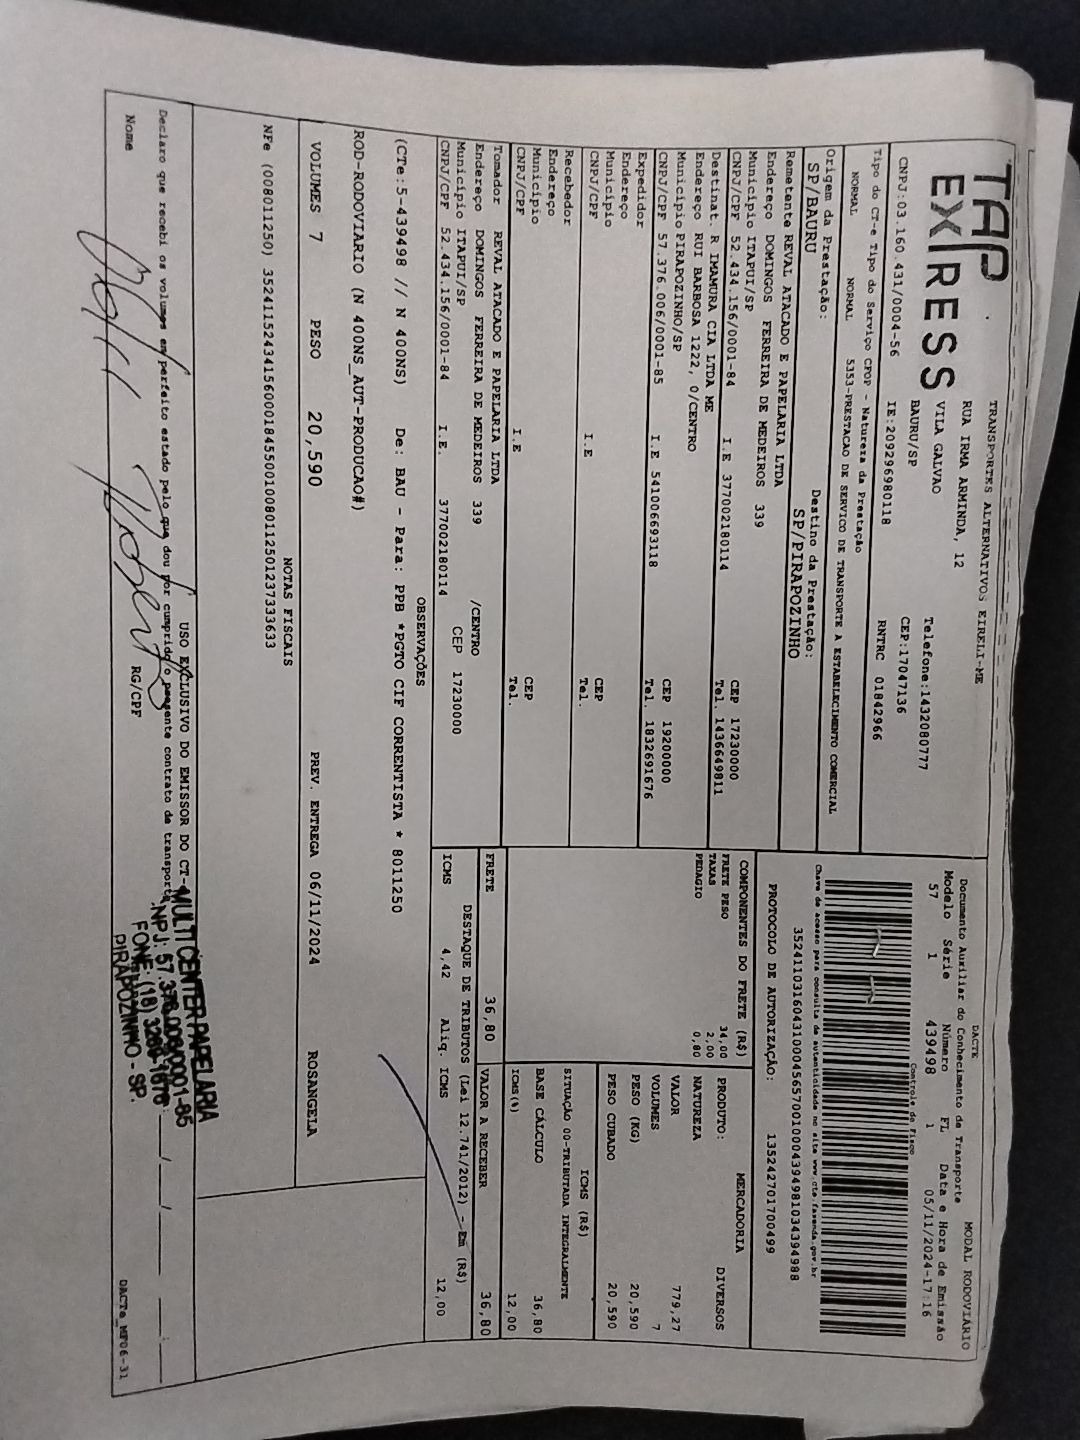 TAP EXPRESS
TRANSPORTES ALTERNATIVOS EIRELI-ME
RUA IRMA ARMINDA, 12
VILA GALVAO Telefone:1432080777
BAURU/SP CEP:17047136
CNPJ:03.160.431/0004-56 IE:209296980118 RNTRC 01842966
Tipo do CT-e Tipo do Serviço CFOP - Natureza da Prestação
NORMAL NORMAL 5353-PRESTACAO DE SERVICO DE TRANSPORTE A ESTABELECIMENTO COMERCIAL
Origem da Prestação: Destino da Prestação:
SP/BAURU SP/PIRAPOZINHO
DACTE MODAL RODOVIÁRIO
Documento Auxiliar do Conhecimento de Transporte
Modelo Série Número FL Data e Hora de Emissão
57 1 439498 1 05/11/2024-17:16
Controle do Fisco
Chave de acesso para consulta de autenticidade no site www.cte.fazenda.gov.br
35241103160431000456570010004394981034394988
PROTOCOLO DE AUTORIZAÇÃO: 135242701700499
Remetente REVAL ATACADO E PAPELARIA LTDA
Endereço DOMINGOS FERREIRA DE MEDEIROS 339
Município ITAPUI/SP CEP 17230000
CNPJ/CPF 52.434.156/0001-84 I.E 377002180114 Tel. 1436649811
Destinat. R IMAMURA CIA LTDA ME
Endereço RUI BARBOSA 1222, 0/CENTRO
Município PIRAPOZINHO/SP CEP 19200000
CNPJ/CPF 57.376.006/0001-85 I.E 541006693118 Tel. 1832691676
Expedidor
Endereço
Município CEP
CNPJ/CPF I.E Tel.
Recebedor
Endereço
Município CEP
CNPJ/CPF I.E Tel.
Tomador REVAL ATACADO E PAPELARIA LTDA
Endereço DOMINGOS FERREIRA DE MEDEIROS 339 /CENTRO
Município ITAPUI/SP CEP 17230000
CNPJ/CPF 52.434.156/0001-84 I.E. 377002180114
COMPONENTES DO FRETE (R$)
FRETE PESO 34,00
TAXAS 2,00
PEDAGIO 0,80
MERCADORIA
PRODUTO: DIVERSOS
NATUREZA
VALOR 779,27
VOLUMES 7
PESO (KG) 20,590
PESO CUBADO 20,590
ICMS (R$)
SITUAÇÃO 00-TRIBUTADA INTEGRALMENTE
BASE CÁLCULO 36,80
ICMS(%) 12,00
FRETE 36,80 VALOR A RECEBER 36,80
DESTAQUE DE TRIBUTOS (Lei 12.741/2012) - Em (R$)
ICMS 4,42 Aliq. ICMS 12,00
OBSERVAÇÕES
(CTe:5-439498 // N 400NS) De: BAU - Para: PPB *PGTO CIF CORRENTISTA * 8011250
ROD-RODOVIARIO (N 400NS_AUT-PRODUCAO#)
VOLUMES 7 PESO 20,590 PREV. ENTREGA 06/11/2024 ROSANGELA
NOTAS FISCAIS
NFe (008011250) 35241152434156000184550010080112501237333633
USO EXCLUSIVO DO EMISSOR DO CT-
Declaro que recebi os volumes em perfeito estado pelo que dou por cumprido o presente contrato de transporte
Nome RG/CPF
MULTI CENTER PAPELARIA
CNPJ: 57.376.006/0001-85
PIRAPOZINHO - SP.
DACTe_MF06-31